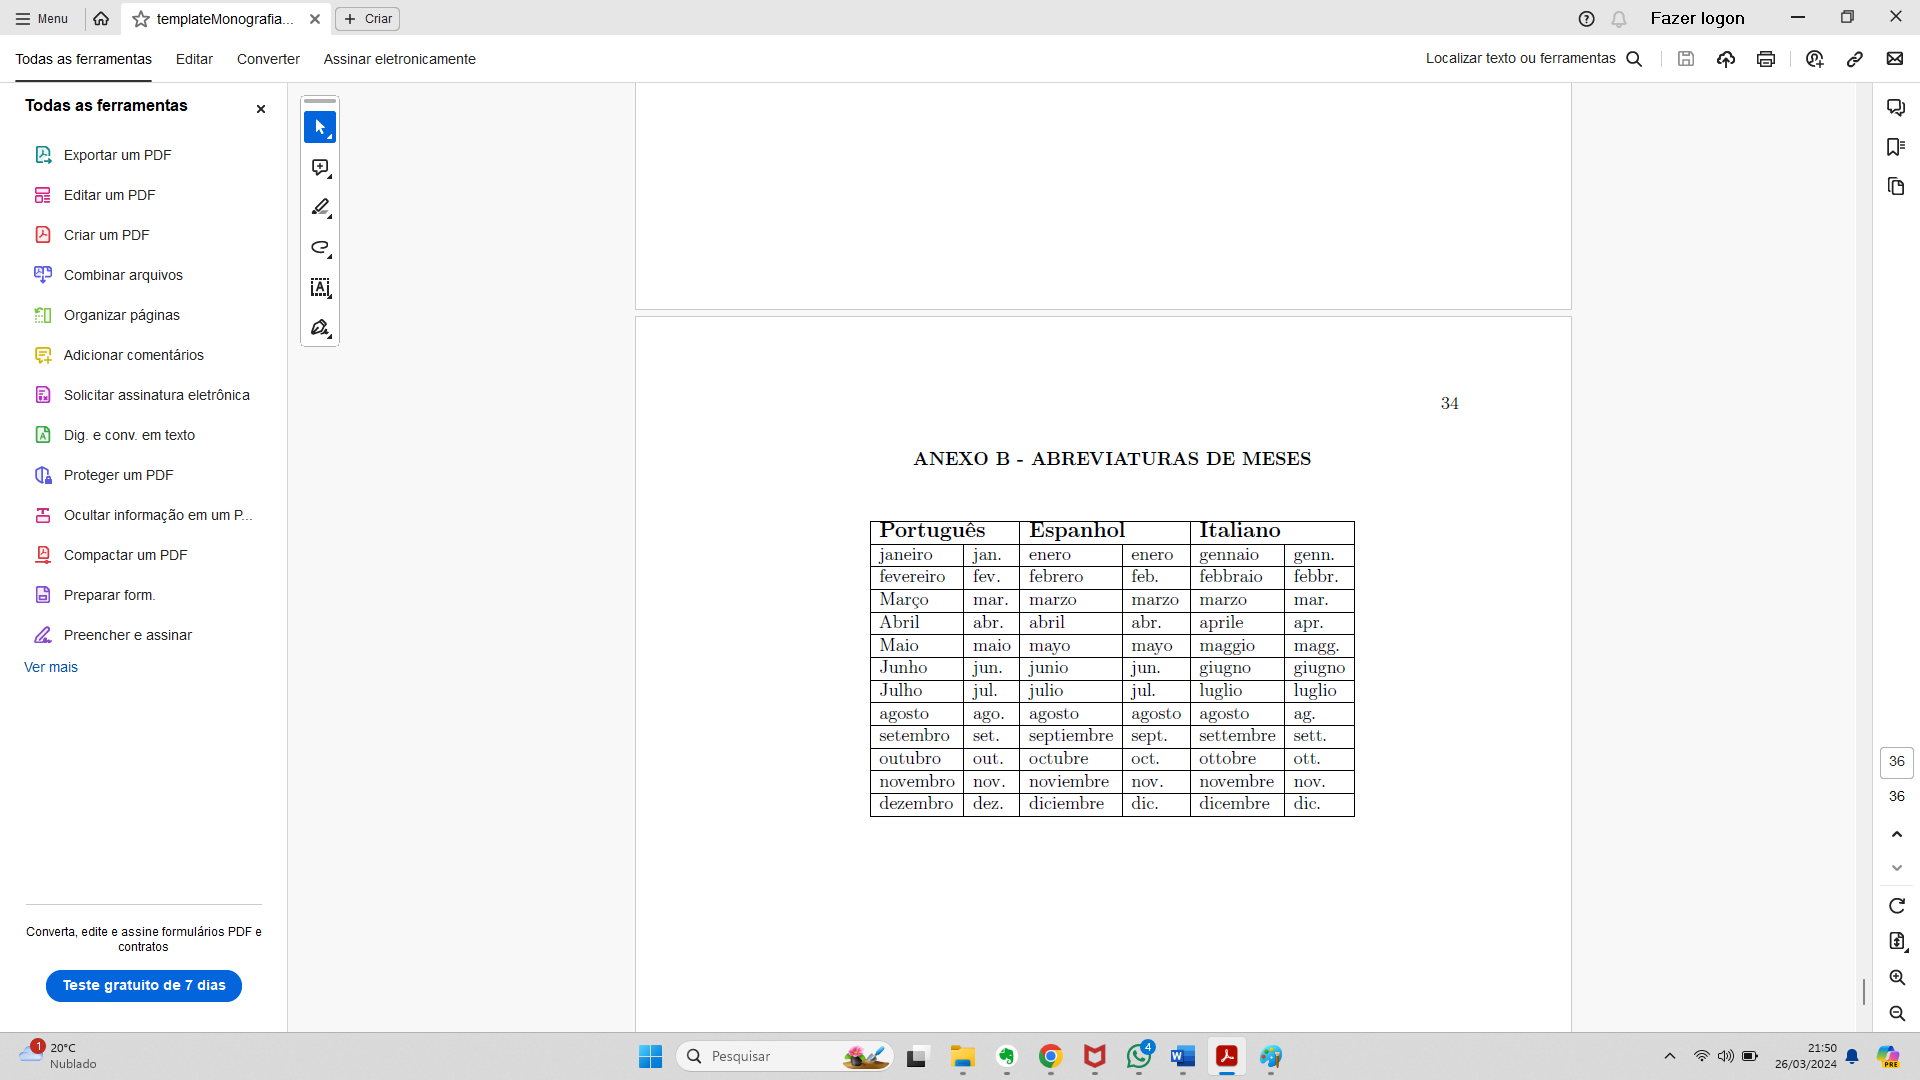 Menu
templateMonografia...
Criar
Fazer logon
Todas as ferramentas
Editar
Converter
Assinar eletronicamente
Localizar texto ou ferramentas
Todas as ferramentas
Exportar um PDF
Editar um PDF
Criar um PDF
Combinar arquivos
Organizar páginas
Adicionar comentários
Solicitar assinatura eletrônica
Dig. e conv. em texto
Proteger um PDF
Ocultar informação em um P...
Compactar um PDF
Preparar form.
Preencher e assinar
Ver mais
Converta, edite e assine formulários PDF e
contratos
Teste gratuito de 7 dias
34
ANEXO B - ABREVIATURAS DE MESES
Português Espanhol Italiano
janeiro jan. enero enero gennaio genn.
fevereiro fev. febrero feb. febbraio febbr.
Março mar. marzo marzo marzo mar.
Abril abr. abril abr. aprile apr.
Maio maio mayo mayo maggio magg.
Junho jun. junio jun. giugno giugno
Julho jul. julio jul. luglio luglio
agosto ago. agosto agosto agosto ag.
setembro set. septiembre sept. settembre sett.
outubro out. octubre oct. ottobre ott.
novembro nov. noviembre nov. novembre nov.
dezembro dez. diciembre dic. dicembre dic.
36
36
1
20°C
Nublado
Pesquisar
4
21:50
26/03/2024
PRE